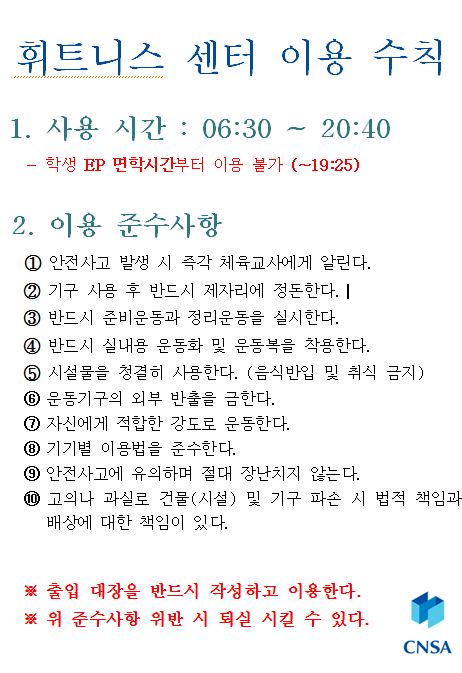 휘트니스 센터 이용 수칙
1. 사용 시간 : 06:30 ~ 20:40
- 학생 EP 면학시간부터 이용 불가 (~19:25)
2. 이용 준수사항
① 안전사고 발생 시 즉각 체육교사에게 알린다.
② 기구 사용 후 반드시 제자리에 정돈한다.
③ 반드시 준비운동과 정리운동을 실시한다.
④ 반드시 실내용 운동화 및 운동복을 착용한다.
⑤ 시설물을 청결히 사용한다. (음식반입 및 취식 금지)
⑥ 운동기구의 외부 반출을 금한다.
⑦ 자신에게 적합한 강도로 운동한다.
⑧ 기기별 이용법을 준수한다.
⑨ 안전사고에 유의하며 절대 장난치지 않는다.
⑩ 고의나 과실로 건물(시설) 및 기구 파손 시 법적 책임과
배상에 대한 책임이 있다.
※ 출입 대장을 반드시 작성하고 이용한다.
※ 위 준수사항 위반 시 퇴실 시킬 수 있다.
CNSA